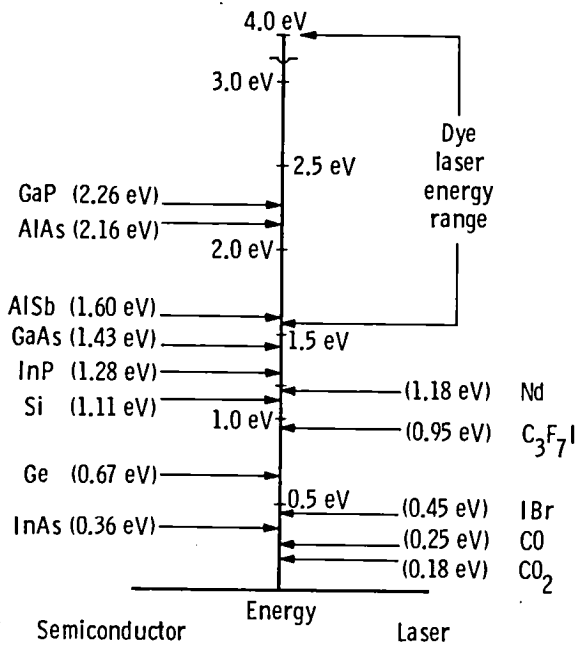 4.0 eV
3.0 eV
Dye
laser
energy
range
2.5 eV
GaP (2.26 eV)
AlAs (2.16 eV)
2.0 eV
AlSb (1.60 eV)
GaAs (1.43 eV)
1.5 eV
InP (1.28 eV)
(1.18 eV) Nd
Si (1.11 eV)
1.0 eV
(0.95 eV) C₃F₇I
Ge (0.67 eV)
0.5 eV
(0.45 eV) IBr
InAs (0.36 eV)
(0.25 eV) CO
(0.18 eV) CO₂
Energy
Semiconductor Laser